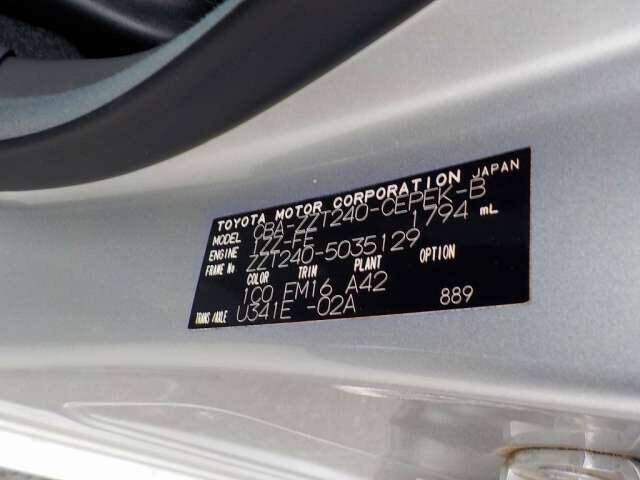 TOYOTA MOTOR CORPORATION JAPAN
MODEL CBA-ZZT240-CEPEK-B
ENGINE 1ZZ-FE 1794 mL
FRAME No ZZT240-5035129
COLOR TRIM PLANT OPTION
1C0 EM16 A42
TRANS/AXLE U341E -02A 889